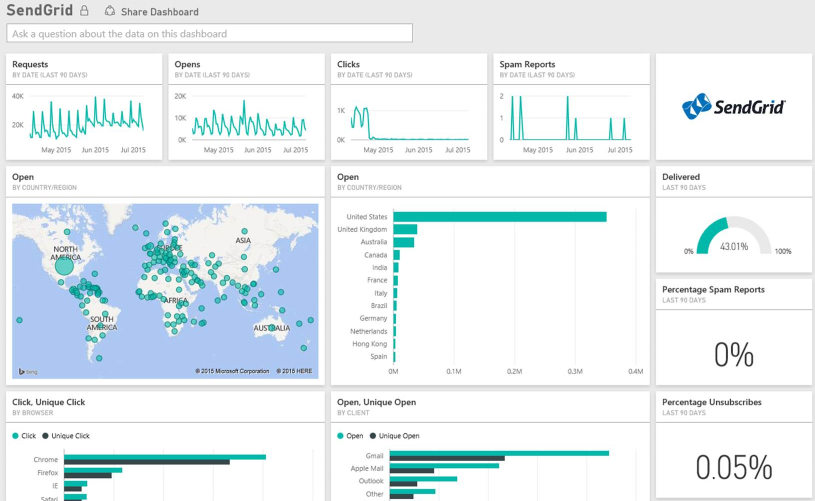 SendGrid
Share Dashboard
Ask a question about the data on this dashboard
Requests
BY DATE (LAST 90 DAYS)
40K
20K
May 2015 Jun 2015 Jul 2015
Opens
BY DATE (LAST 90 DAYS)
20K
10K
0K
May 2015 Jun 2015 Jul 2015
Clicks
BY DATE (LAST 90 DAYS)
1K
0K
May 2015 Jun 2015 Jul 2015
Spam Reports
BY DATE (LAST 90 DAYS)
2
1
0
May 2015 Jun 2015 Jul 2015
SendGrid
Open
BY COUNTRY/REGION
NORTH
AMERICA
EUROPE
ASIA
AFRICA
SOUTH
AMERICA
AUSTRALIA
bing
© 2015 Microsoft Corporation © 2015 HERE
Open
BY COUNTRY/REGION
United States
United Kingdom
Australia
Canada
India
France
Italy
Brazil
Germany
Netherlands
Hong Kong
Spain
0M 0.1M 0.2M 0.3M 0.4M
Delivered
LAST 90 DAYS
0% 43.01% 100%
Percentage Spam Reports
LAST 90 DAYS
0%
Click, Unique Click
BY BROWSER
Click Unique Click
Chrome
Firefox
IE
Safari
Open, Unique Open
BY CLIENT
Open Unique Open
Gmail
Apple Mail
Outlook
Other
Percentage Unsubscribes
LAST 90 DAYS
0.05%